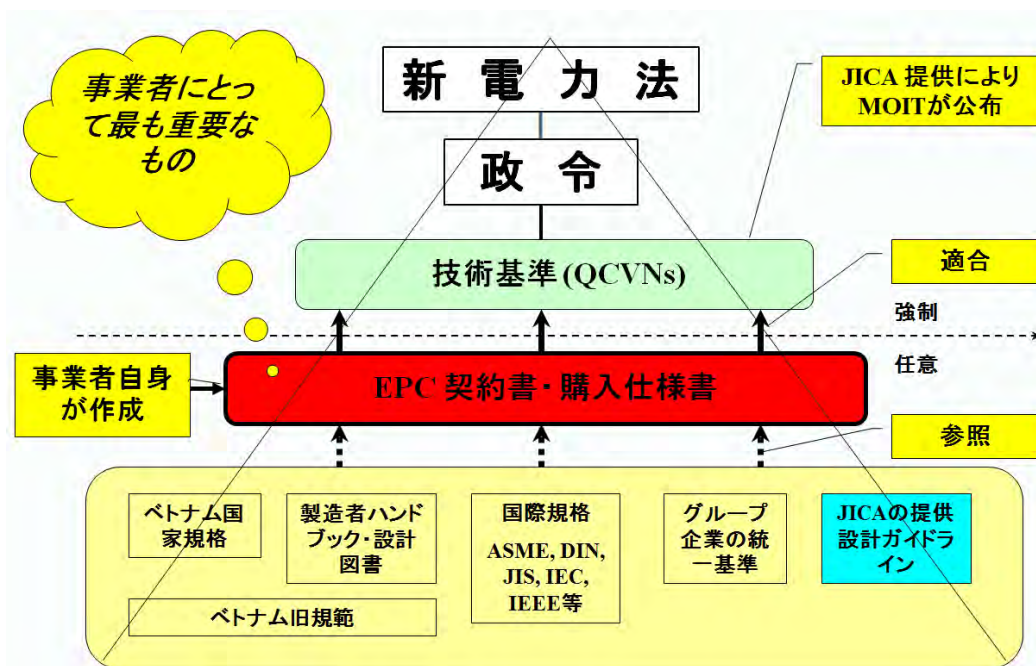 事業者にとっ
て最も重要な
もの
新 電 力 法
JICA 提供により
MOITが公布
政 令
技術基準 (QCVNs)
適合
強制
任意
事業者自身
が作成
EPC 契約書・購入仕様書
参照
ベトナム国
家規格
製造者ハンド
ブック・設計
図書
国際規格
ASME, DIN,
JIS, IEC,
IEEE等
グループ
企業の統
一基準
JICAの提供
設計ガイドラ
イン
ベトナム旧規範